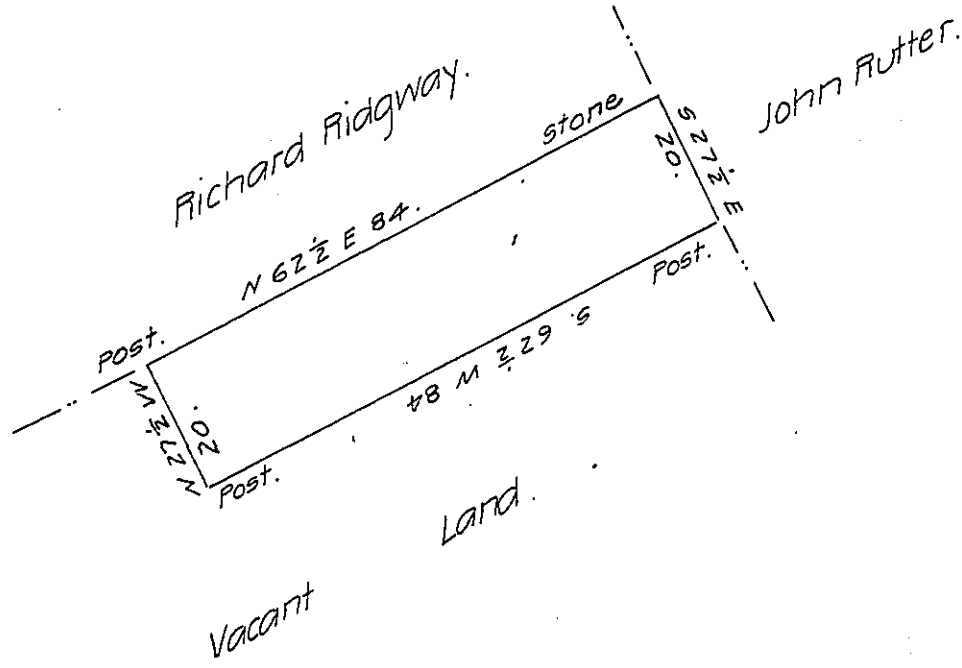 Richard Ridgway.
John Rutter.
stone
S 27½ E
20.
N 62½ E 84.
Post.
Post.
S. 62½ W 84
N 27½ W
20.
Post.
Land.
Vacant